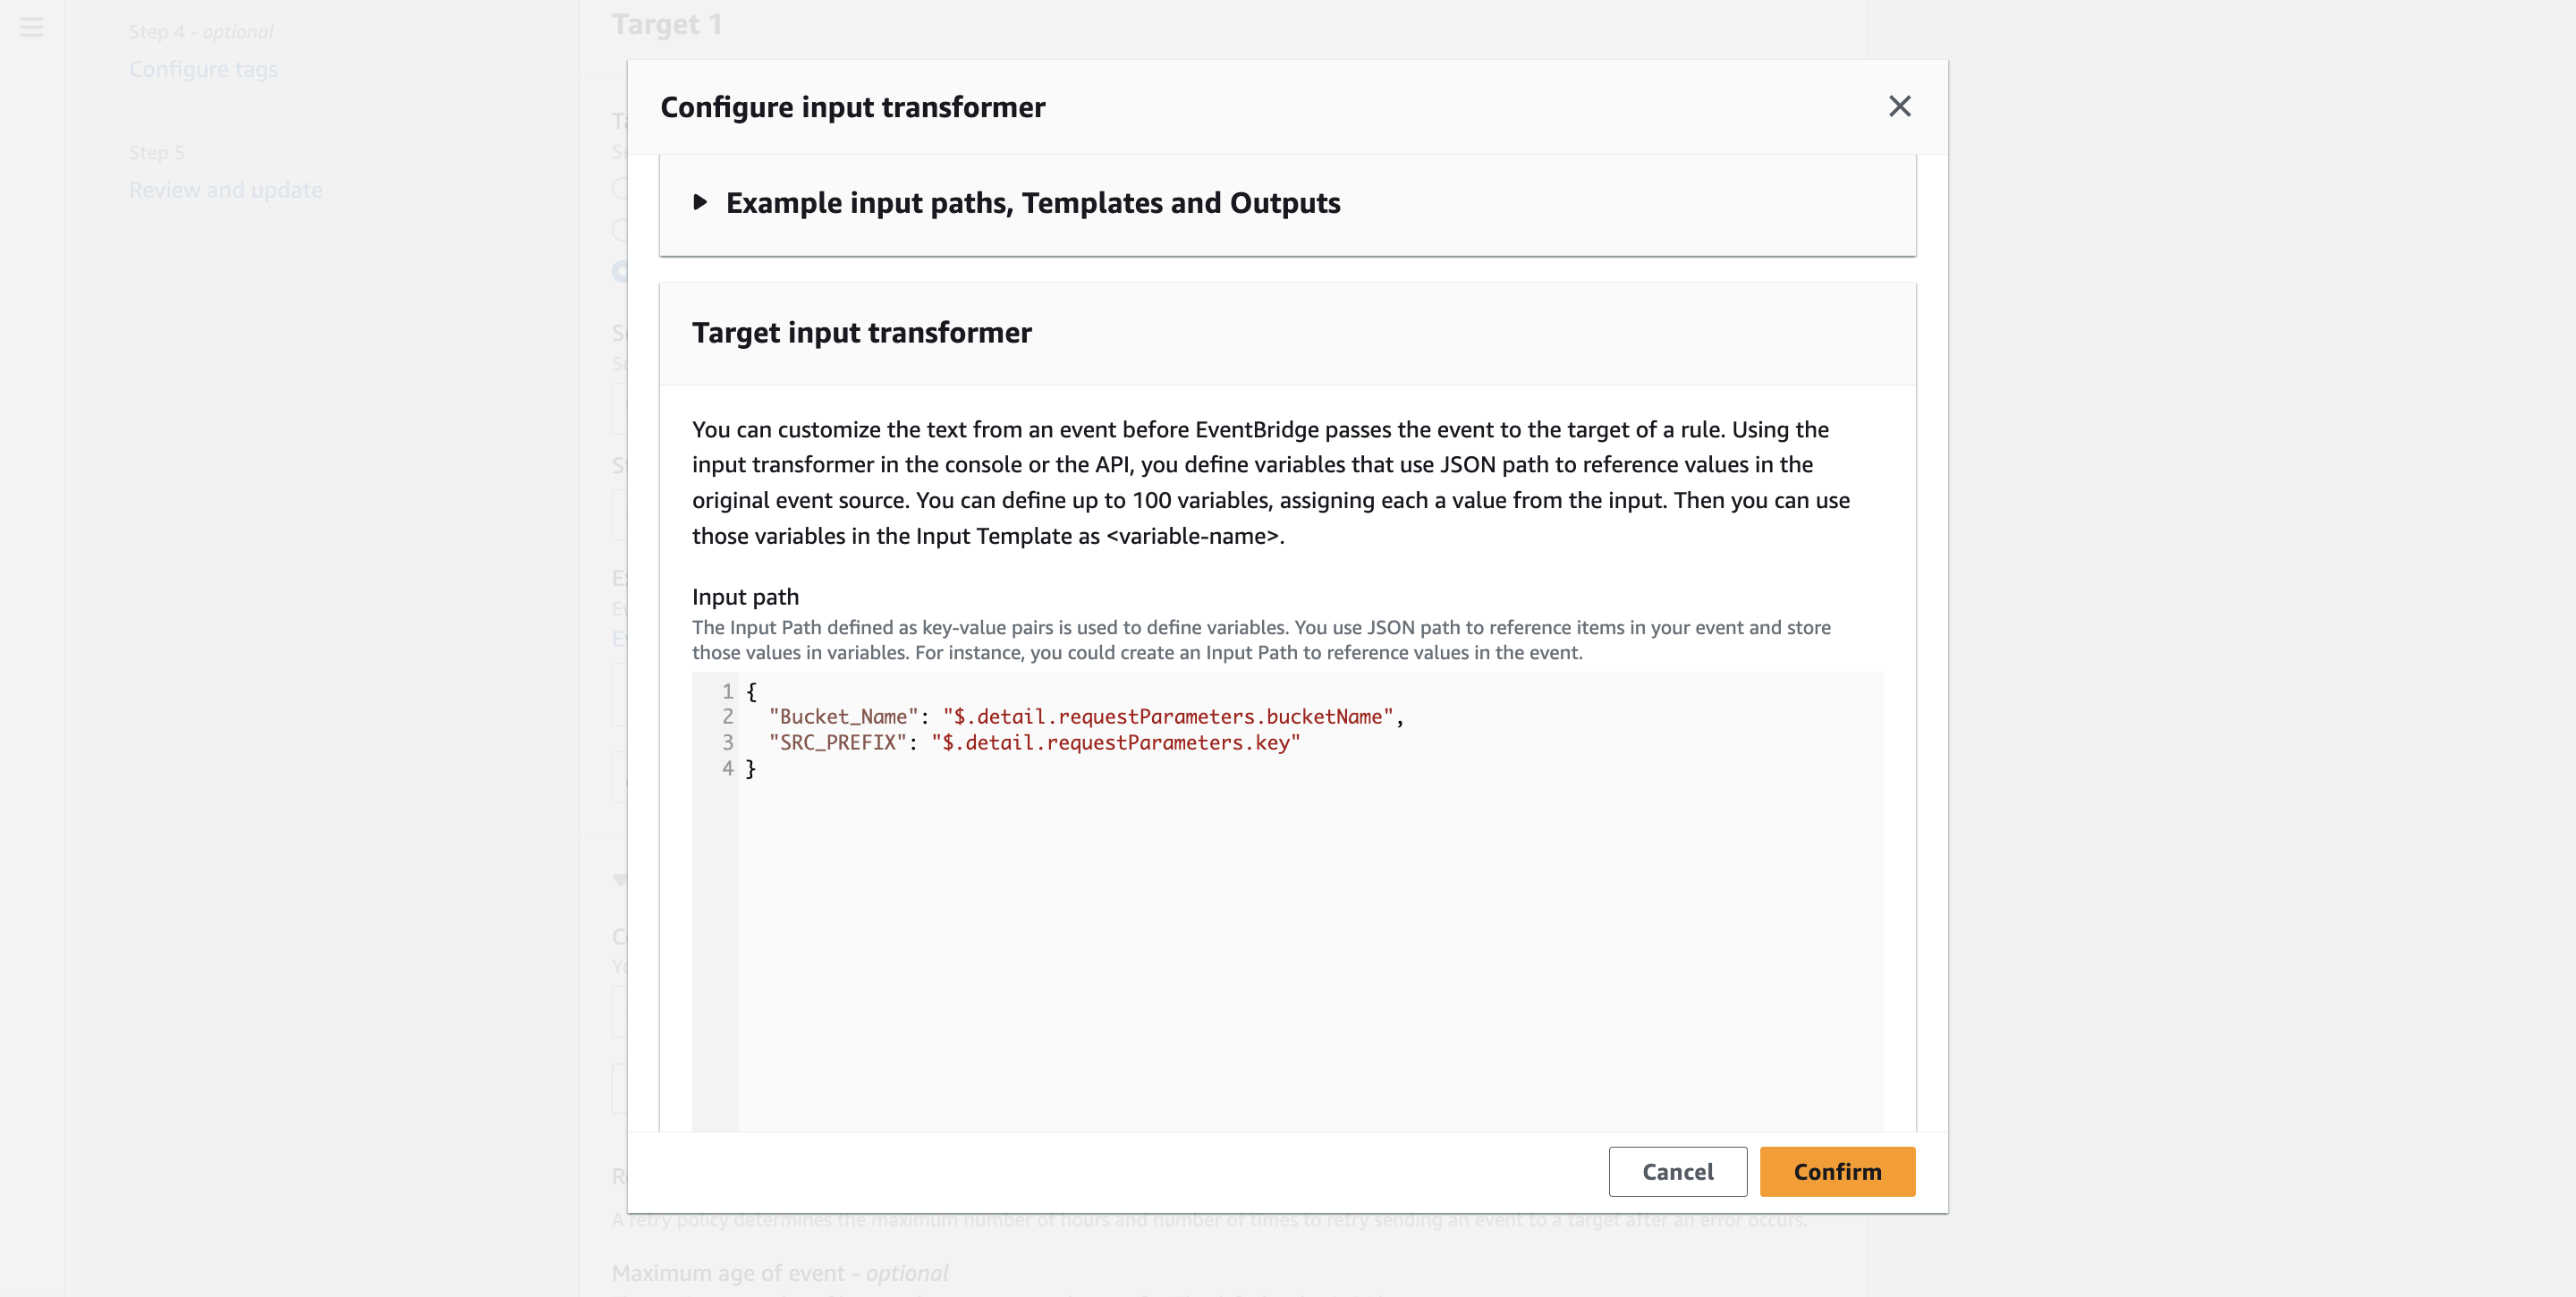 Step 4 - optional
Configure tags
Step 5
Review and update
Target 1
Configure input transformer
Example input paths, Templates and Outputs
Target input transformer
You can customize the text from an event before EventBridge passes the event to the target of a rule. Using the
input transformer in the console or the API, you define variables that use JSON path to reference values in the
original event source. You can define up to 100 variables, assigning each a value from the input. Then you can use
those variables in the Input Template as <variable-name>.
Input path
The Input Path defined as key-value pairs is used to define variables. You use JSON path to reference items in your event and store
those values in variables. For instance, you could create an Input Path to reference values in the event.
1 {
2 "Bucket_Name": "$.detail.requestParameters.bucketName",
3 "SRC_PREFIX": "$.detail.requestParameters.key"
4 }
Cancel
Confirm
A retry policy determines the maximum number of hours and number of times to retry sending an event to a target after an error occurs.
Maximum age of event - optional